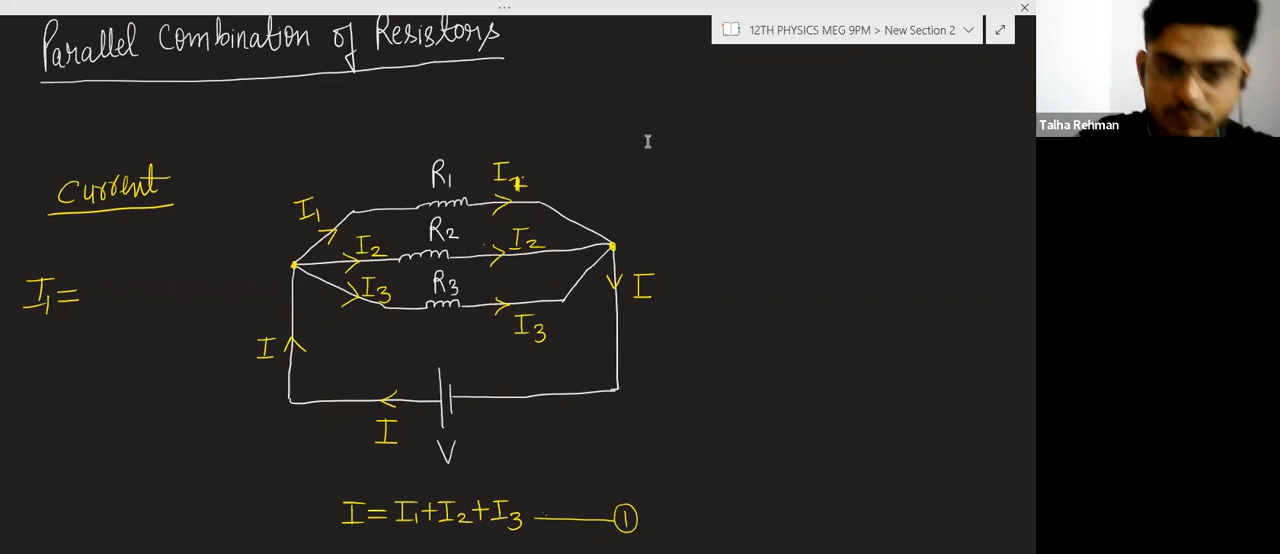 Parallel Combination of Resistors
12TH PHYSICS MEG 9PM > New Section 2
Talha Rehman
Current
R1
I1
I1
R2
I2
I2
R3
I3
I3
I1=
I
I
I
V
I=I1+I2+I3 ——— 1